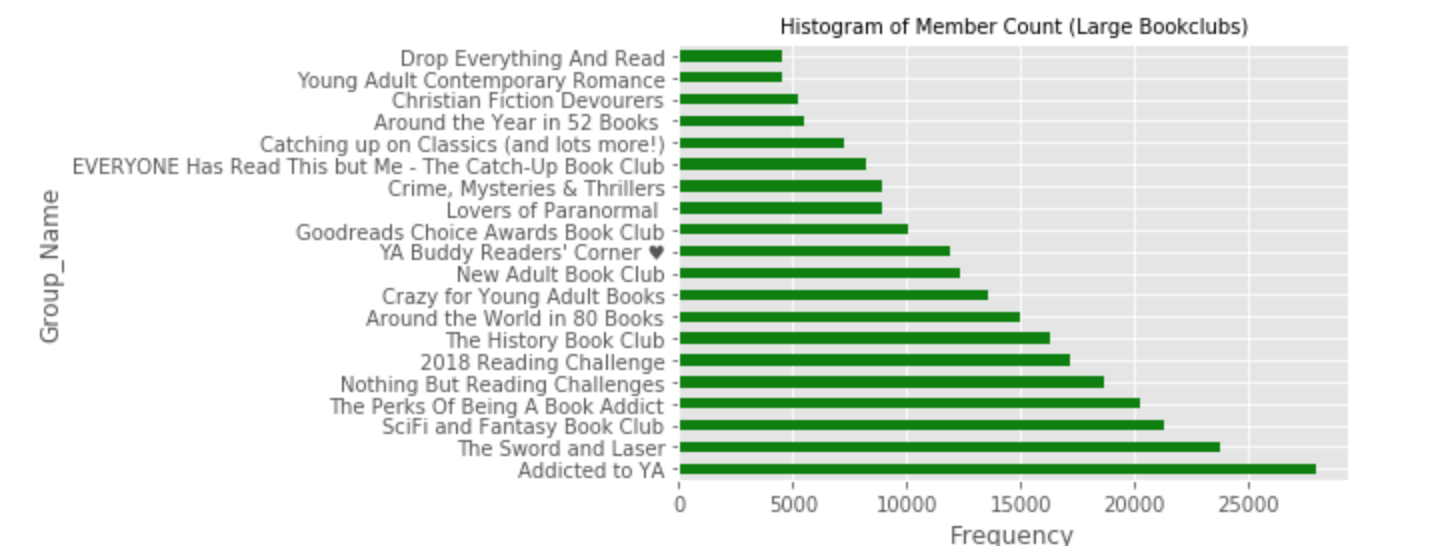 Histogram of Member Count (Large Bookclubs)
Group_Name
Drop Everything And Read
Young Adult Contemporary Romance
Christian Fiction Devourers
Around the Year in 52 Books
Catching up on Classics (and lots more!)
EVERYONE Has Read This but Me - The Catch-Up Book Club
Crime, Mysteries & Thrillers
Lovers of Paranormal
Goodreads Choice Awards Book Club
YA Buddy Readers' Corner ♥
New Adult Book Club
Crazy for Young Adult Books
Around the World in 80 Books
The History Book Club
2018 Reading Challenge
Nothing But Reading Challenges
The Perks Of Being A Book Addict
SciFi and Fantasy Book Club
The Sword and Laser
Addicted to YA
0 5000 10000 15000 20000 25000
Frequency